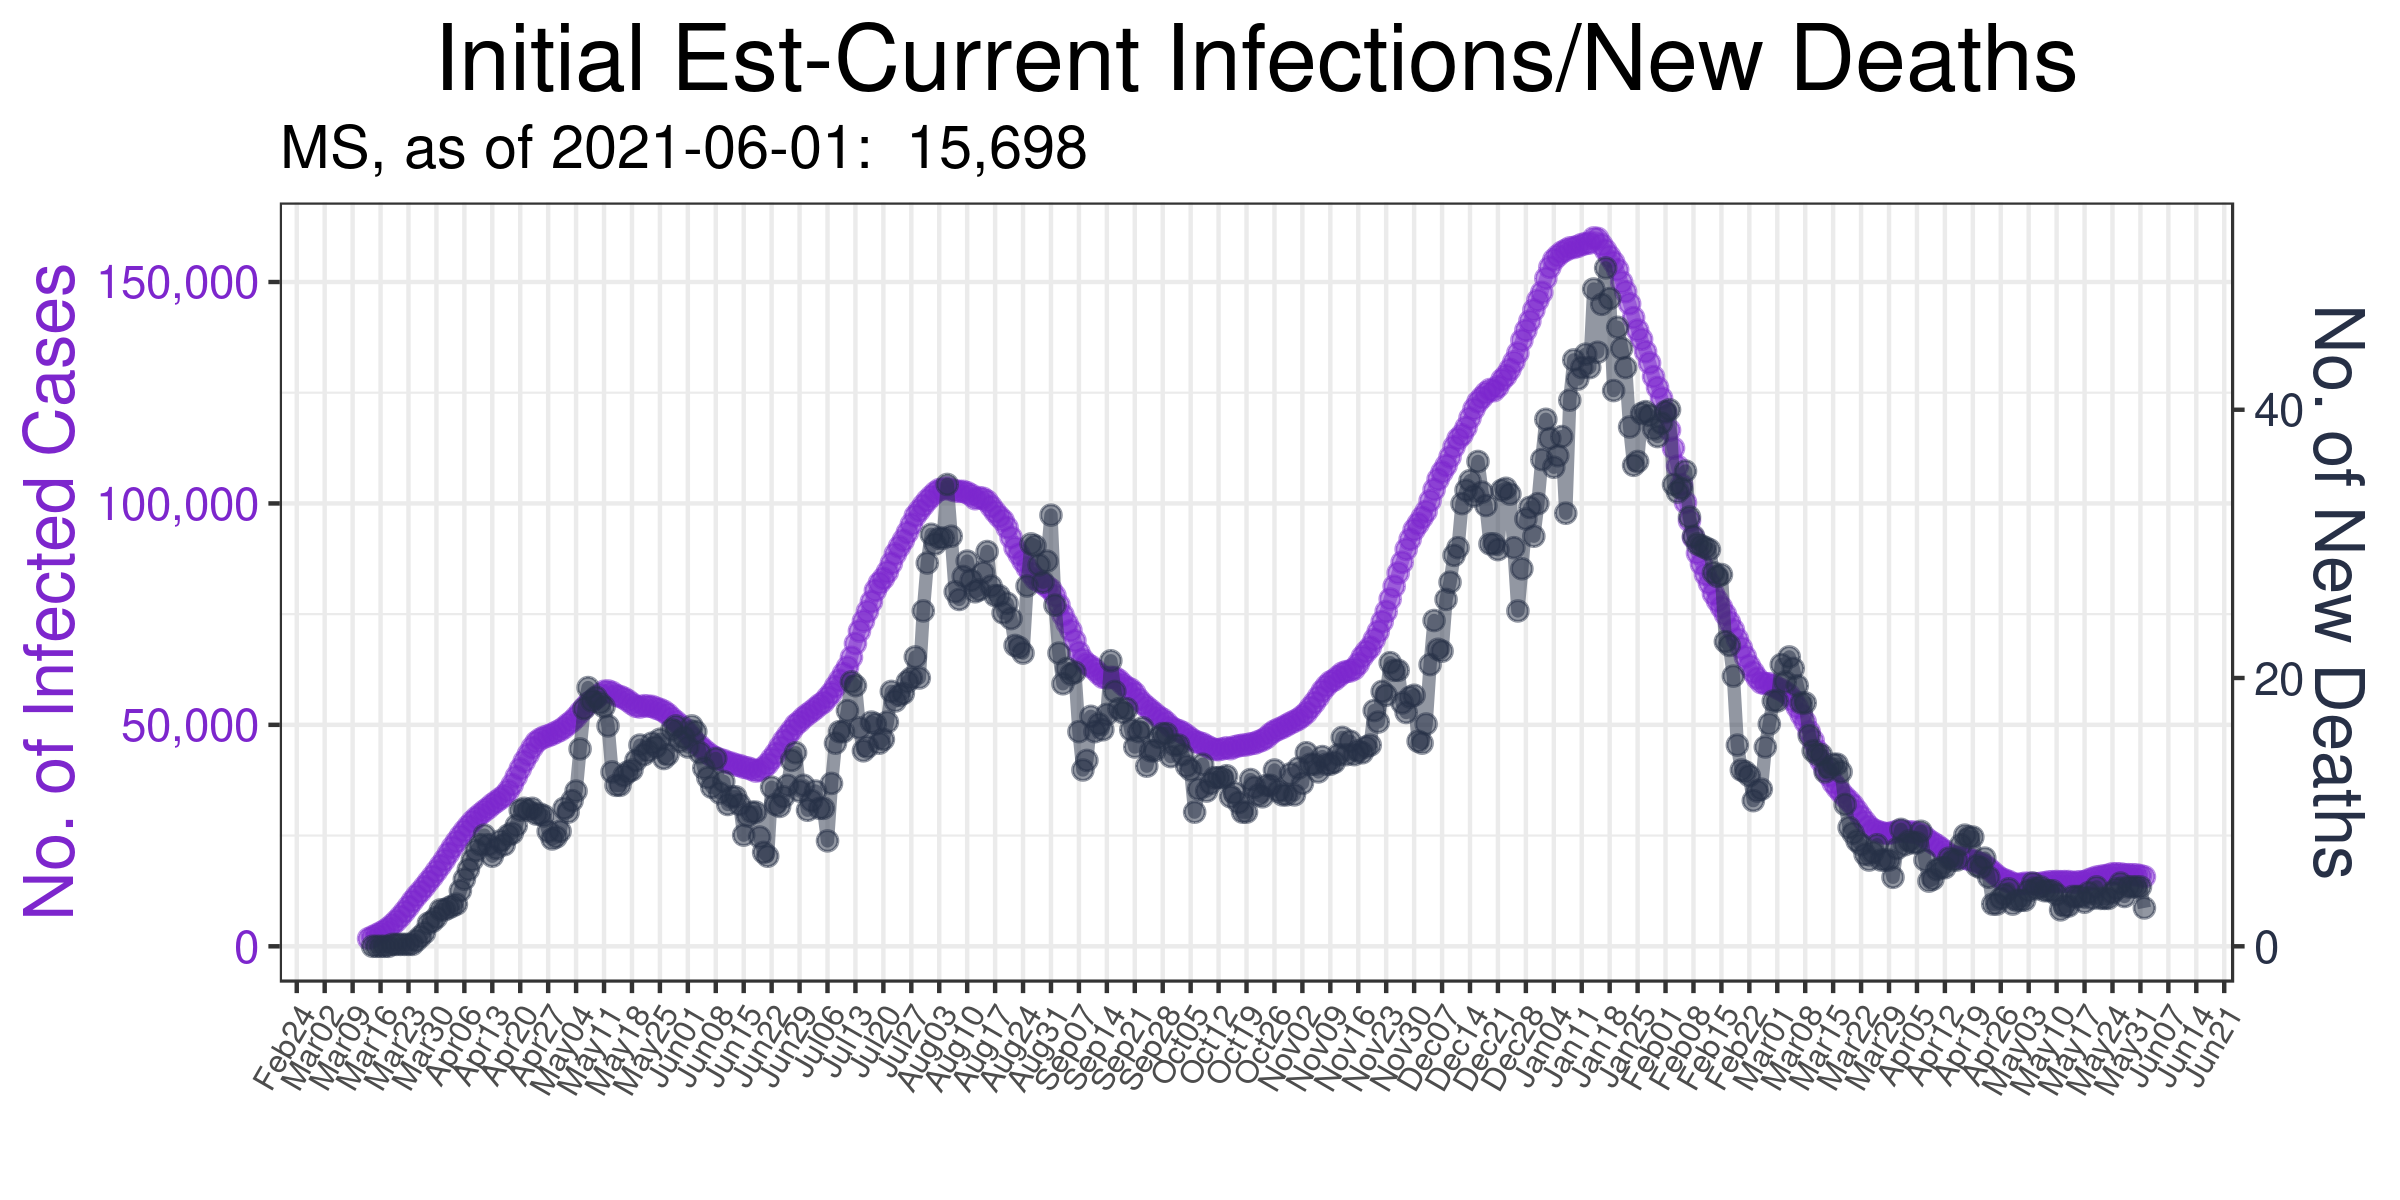 Initial Est-Current Infections/New Deaths
MS, as of 2021-06-01: 15,698
No. of Infected Cases
150,000
100,000
50,000
0
40
20
0
No. of New Deaths
Feb24
Mar02
Mar09
Mar16
Mar23
Mar30
Apr06
Apr13
Apr20
Apr27
May04
May11
May18
May25
Jun01
Jun08
Jun15
Jun22
Jun29
Jul06
Jul13
Jul20
Jul27
Aug03
Aug10
Aug17
Aug24
Aug31
Sep07
Sep14
Sep21
Sep28
Oct05
Oct12
Oct19
Oct26
Nov02
Nov09
Nov16
Nov23
Nov30
Dec07
Dec14
Dec21
Dec28
Jan04
Jan11
Jan18
Jan25
Feb01
Feb08
Feb15
Feb22
Mar01
Mar08
Mar15
Mar22
Mar29
Apr05
Apr12
Apr19
Apr26
May03
May10
May17
May24
May31
Jun07
Jun14
Jun21